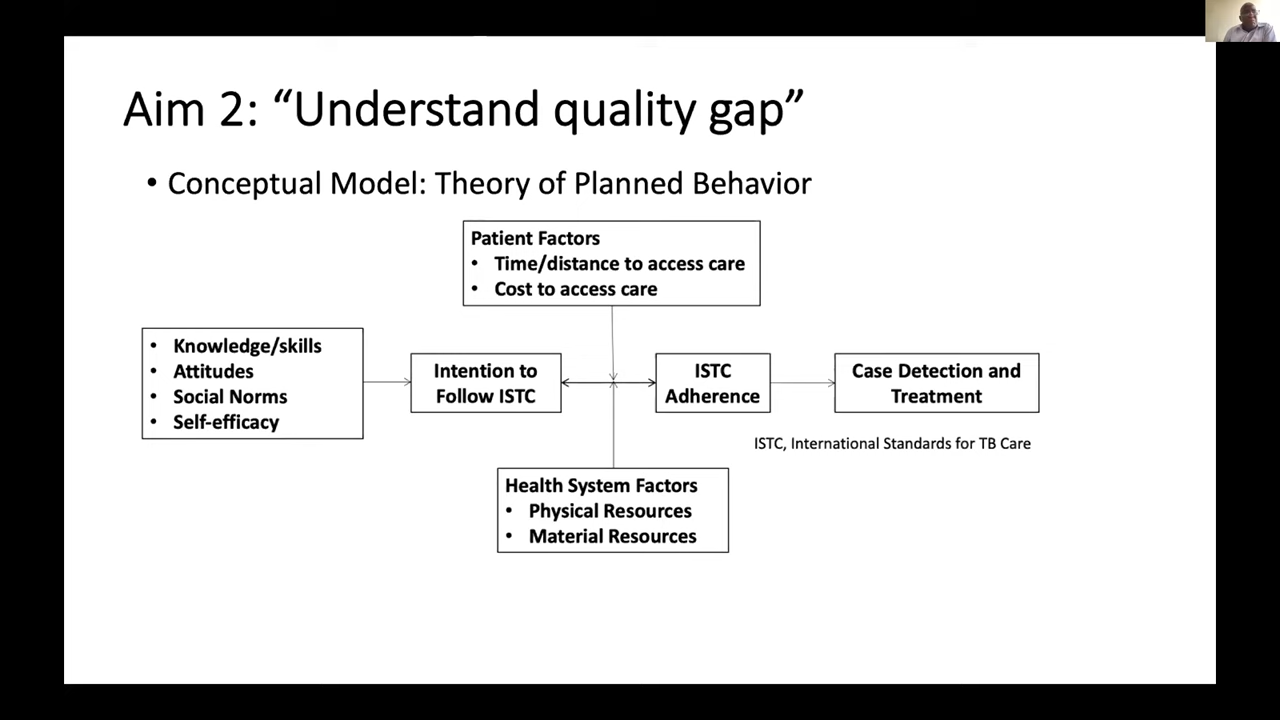 Aim 2: “Understand quality gap”
• Conceptual Model: Theory of Planned Behavior
Patient Factors
• Time/distance to access care
• Cost to access care
• Knowledge/skills
• Attitudes
• Social Norms
• Self-efficacy
Intention to
Follow ISTC
ISTC
Adherence
Case Detection and
Treatment
ISTC, International Standards for TB Care
Health System Factors
• Physical Resources
• Material Resources